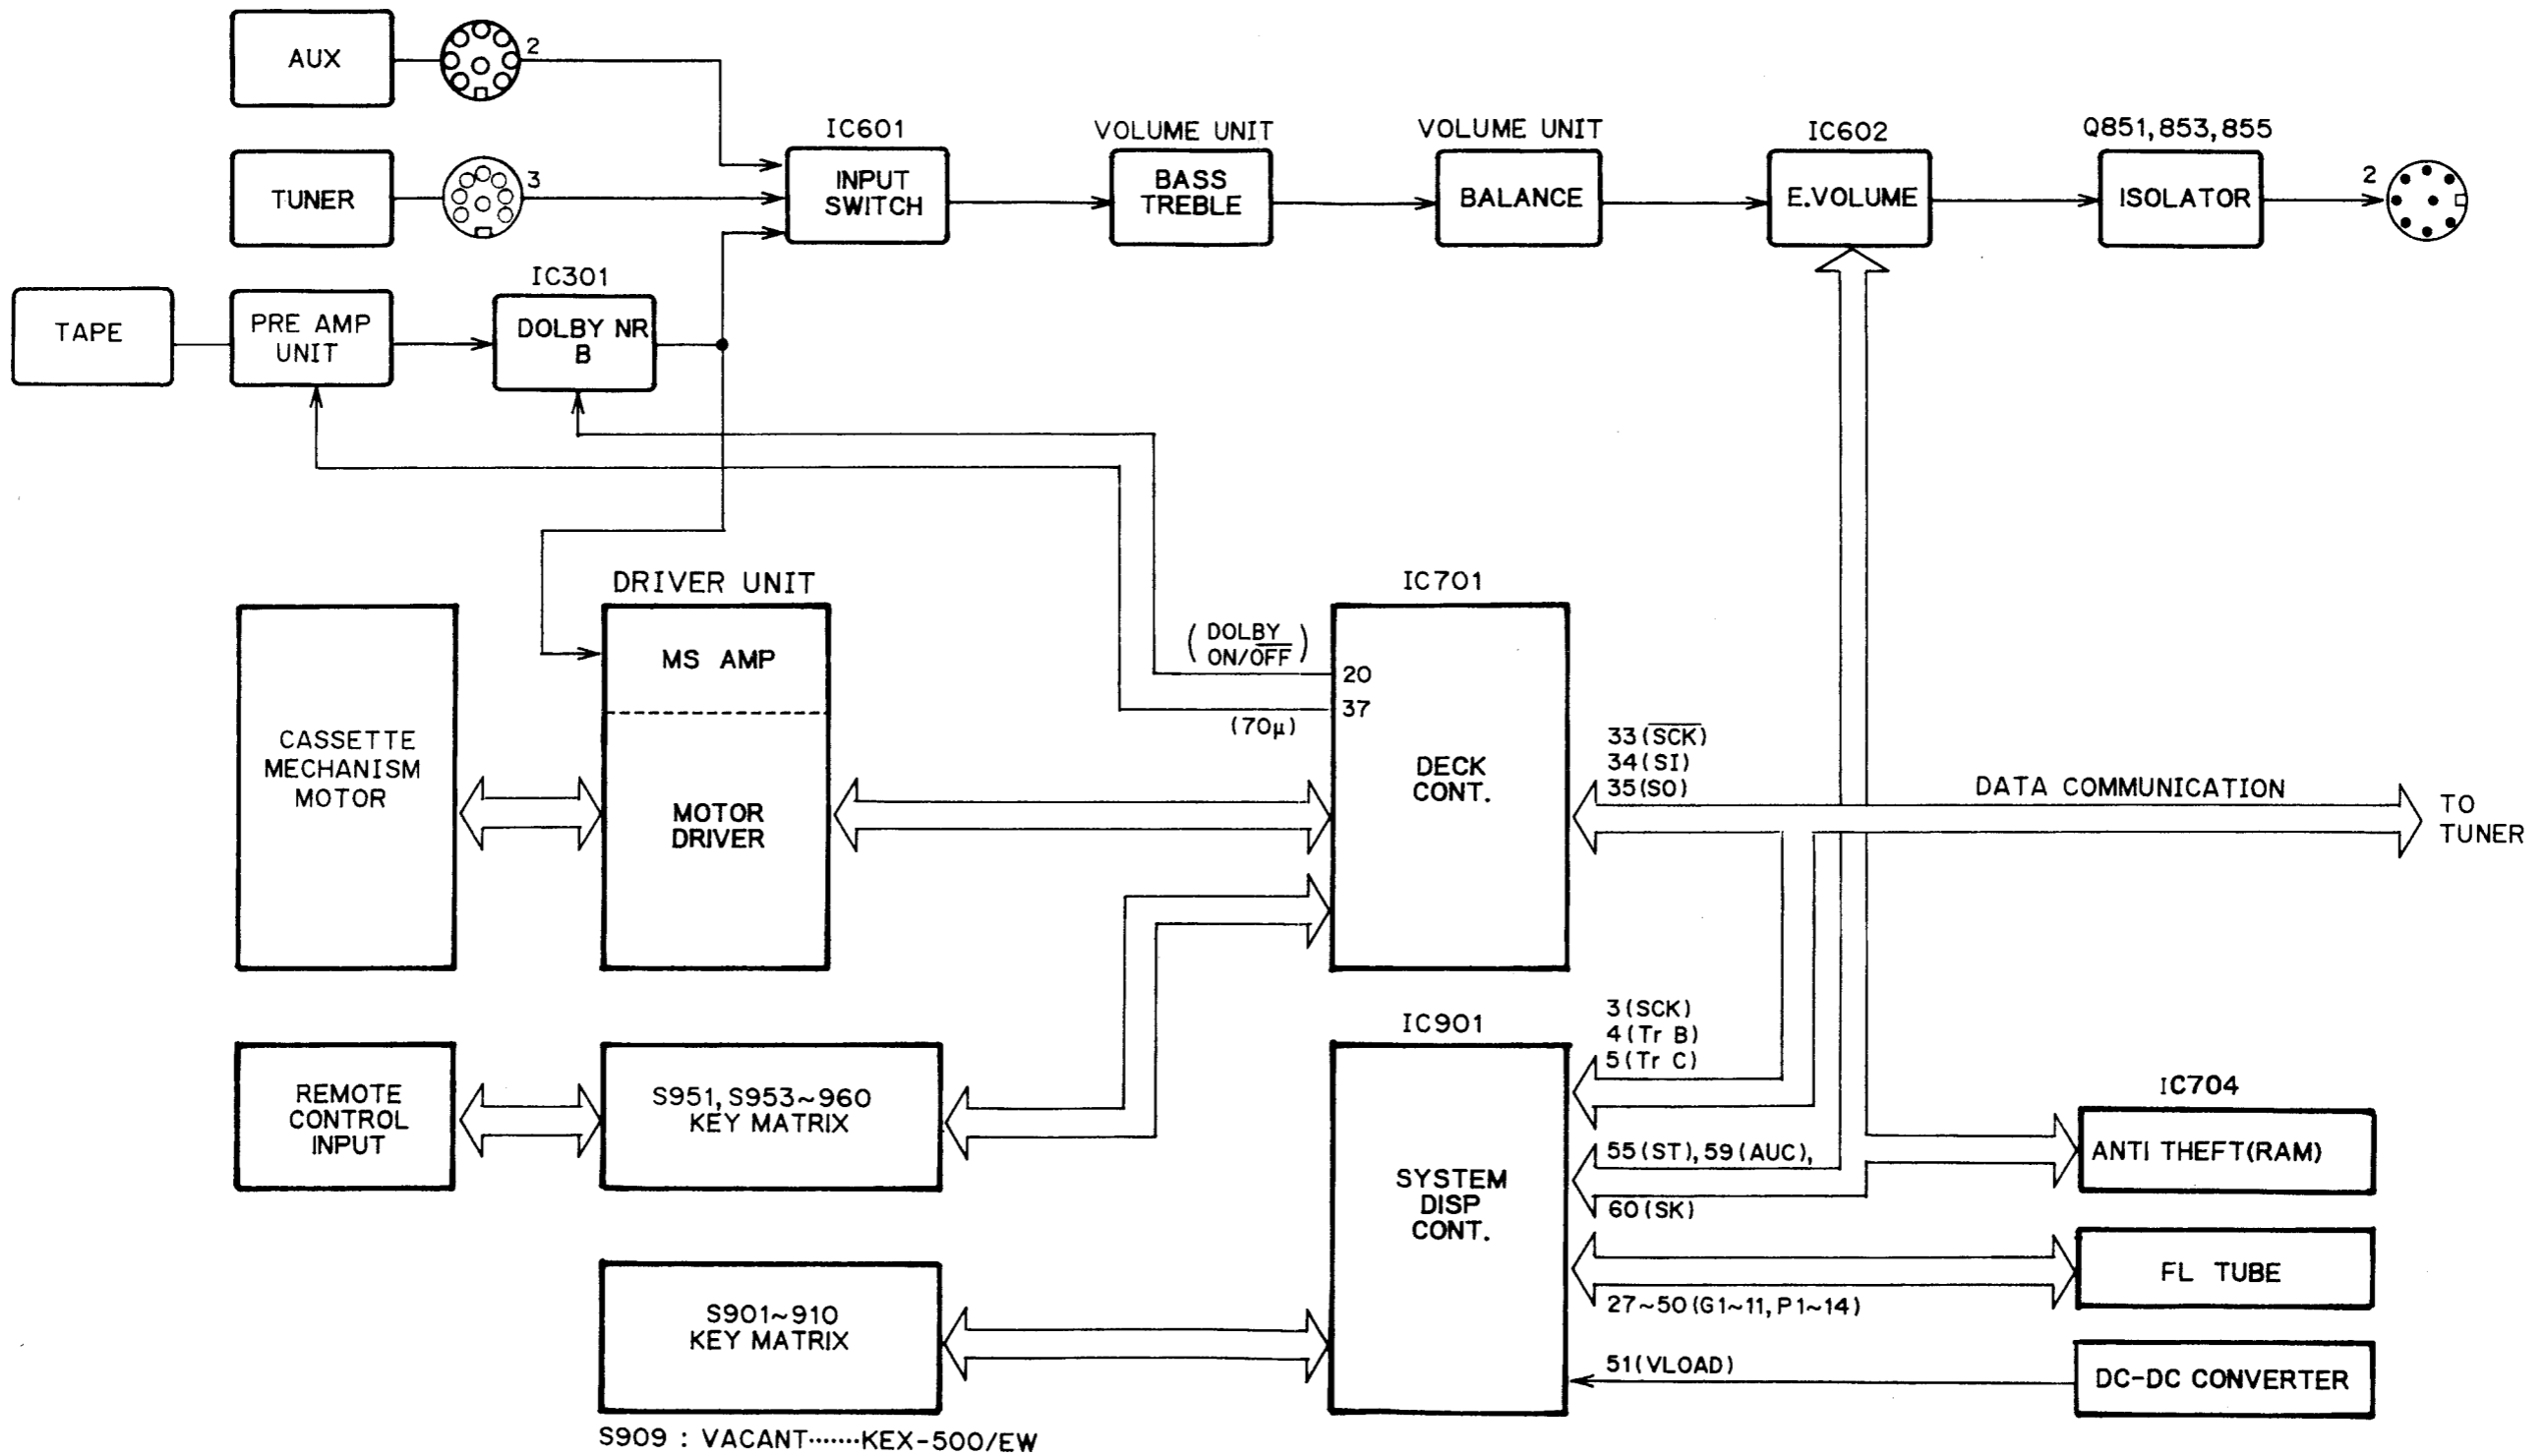 AUX
2
TUNER
3
IC601
INPUT
SWITCH
VOLUME UNIT
BASS
TREBLE
VOLUME UNIT
BALANCE
IC602
E.VOLUME
Q851,853,855
ISOLATOR
2
TAPE
PRE AMP
UNIT
IC301
DOLBY NR
B
DRIVER UNIT
MS AMP
MOTOR
DRIVER
CASSETTE
MECHANISM
MOTOR
IC701
(DOLBY
ON/O̅F̅F̅)
20
37
(70μ)
DECK
CONT.
33(S̅C̅K̅)
34(SI)
35(SO)
DATA COMMUNICATION
TO
TUNER
REMOTE
CONTROL
INPUT
S951,S953~960
KEY MATRIX
IC901
SYSTEM
DISP
CONT.
3(SCK)
4(Tr B)
5(Tr C)
55(ST),59(AUC),
60(SK)
IC704
ANTI THEFT(RAM)
FL TUBE
27~50(G1~11,P1~14)
51(VLOAD)
DC-DC CONVERTER
S901~910
KEY MATRIX
S909 : VACANT·······KEX-500/EW